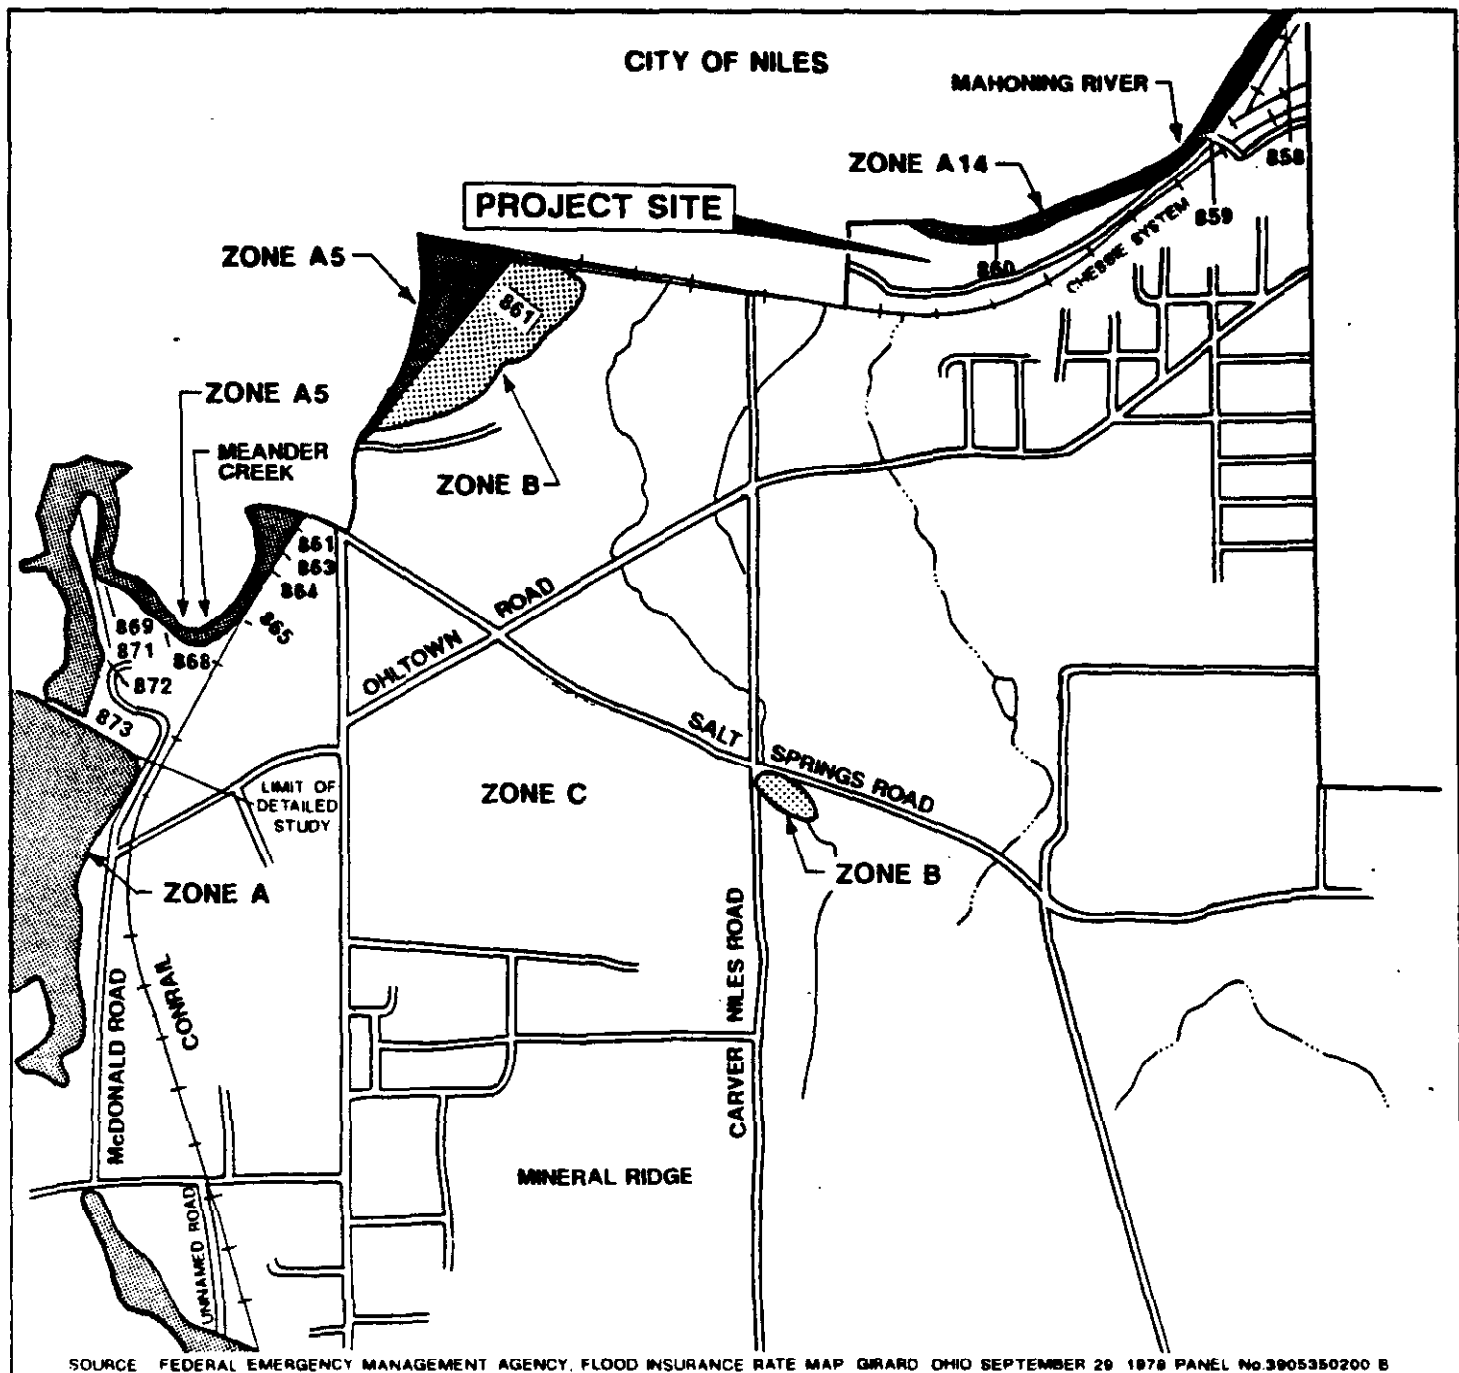 CITY OF NILES
MAHONING RIVER
ZONE A14
858
PROJECT SITE
859
CHESSIE SYSTEM
ZONE A5
860
861
ZONE A5
MEANDER
CREEK
ZONE B
861
863
864
865
869
871
868
872
873
OHLTOWN ROAD
SALT SPRINGS ROAD
LIMIT OF
DETAILED
STUDY
ZONE C
ZONE B
ZONE A
McDONALD ROAD
CONRAIL
CARVER NILES ROAD
MINERAL RIDGE
UNNAMED ROAD
SOURCE FEDERAL EMERGENCY MANAGEMENT AGENCY, FLOOD INSURANCE RATE MAP GIRARD OHIO SEPTEMBER 29 1978 PANEL No.3905350200 B